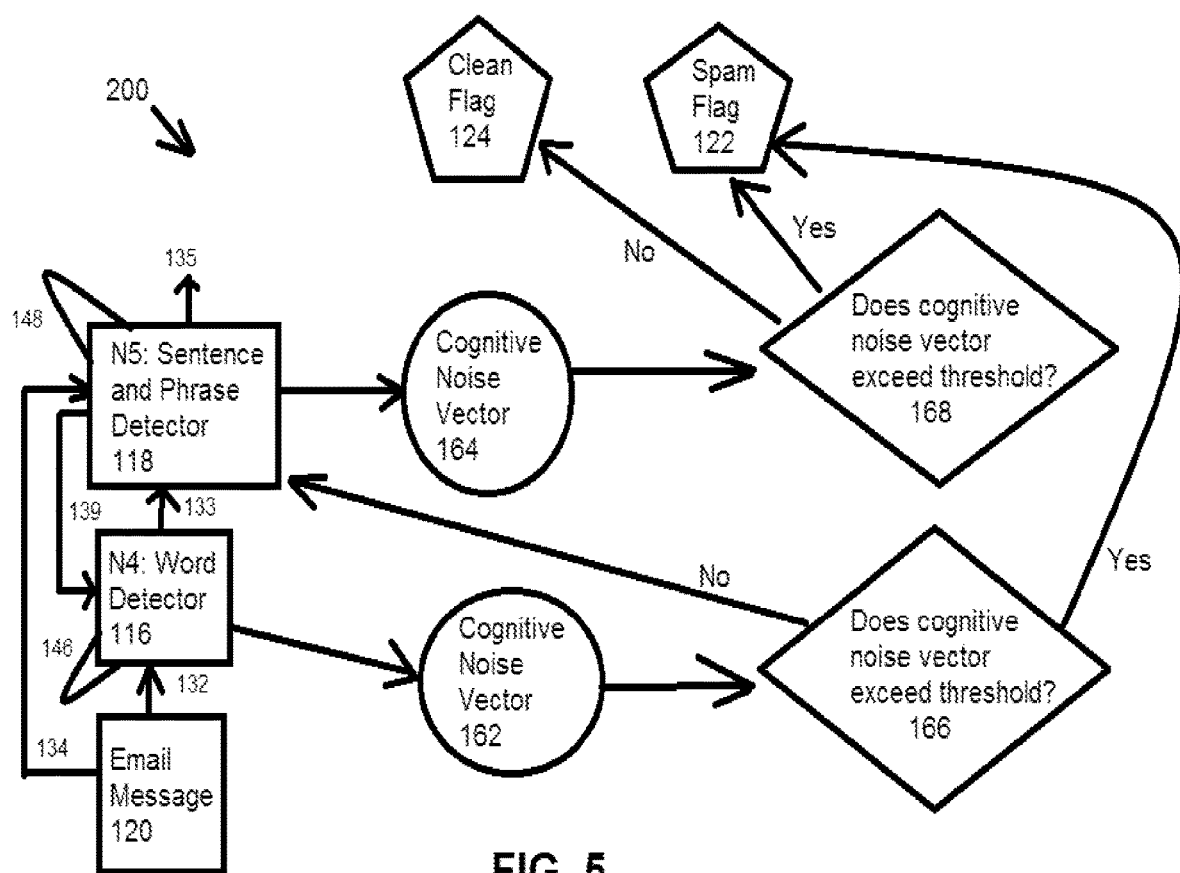 200
Clean
Flag
124
Spam
Flag
122
No
Yes
135
148
N5: Sentence
and Phrase
Detector
118
Cognitive
Noise
Vector
164
Does cognitive
noise vector
exceed threshold?
168
139
133
N4: Word
Detector
116
146
132
No
Yes
Cognitive
Noise
Vector
162
Does cognitive
noise vector
exceed threshold?
166
134
Email
Message
120
FIG. 5